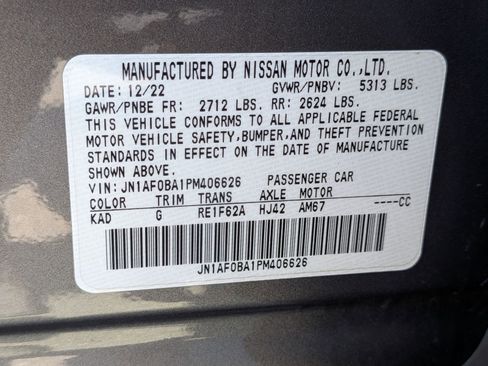 MANUFACTURED BY NISSAN MOTOR CO.,LTD.
DATE: 12/22 GVWR/PNBV: 5313 LBS.
GAWR/PNBE FR: 2712 LBS. RR: 2624 LBS.
THIS VEHICLE CONFORMS TO ALL APPLICABLE FEDERAL
MOTOR VEHICLE SAFETY,BUMPER,AND THEFT PREVENTION
STANDARDS IN EFFECT ON THE DATE OF MANUFACTURE
SHOWN ABOVE.
VIN: JN1AF0BA1PM406626 PASSENGER CAR
COLOR TRIM TRANS AXLE MOTOR
KAD G RE1F62A HJ42 AM67 ----CC
JN1AF0BA1PM406626